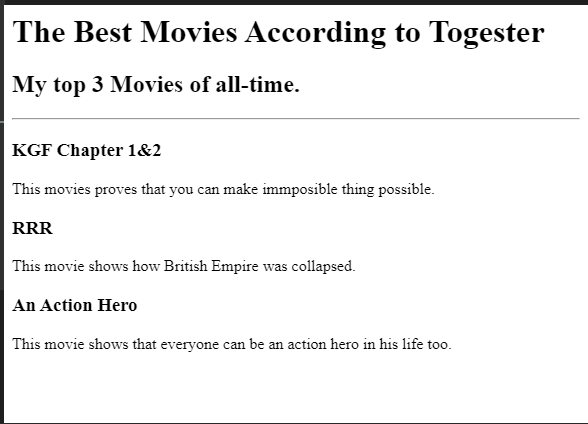 The Best Movies According to Togester
My top 3 Movies of all-time.
KGF Chapter 1&2
This movies proves that you can make immposible thing possible.
RRR
This movie shows how British Empire was collapsed.
An Action Hero
This movie shows that everyone can be an action hero in his life too.